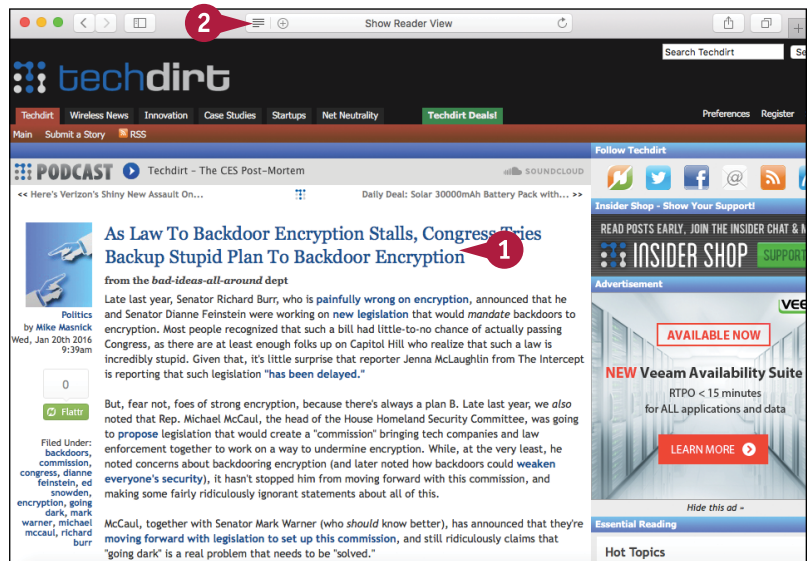 2
Show Reader View
Search Techdirt
techdirt
Techdirt Wireless News Innovation Case Studies Startups Net Neutrality Techdirt Deals! Preferences Register
Main Submit a Story RSS
PODCAST Techdirt - The CES Post-Mortem SOUNDCLOUD
<< Here's Verizon's Shiny New Assault On...
Daily Deal: Solar 30000mAh Battery Pack with... >>
As Law To Backdoor Encryption Stalls, Congress Tries
Backup Stupid Plan To Backdoor Encryption
1
from the bad-ideas-all-around dept
Politics
by Mike Masnick
Wed, Jan 20th 2016
9:39am
0
Flattr
Filed Under:
backdoors,
commission,
congress, dianne
feinstein, ed
snowden,
encryption, going
dark, mark
warner, michael
mccaul, richard
burr
Late last year, Senator Richard Burr, who is painfully wrong on encryption, announced that he
and Senator Dianne Feinstein were working on new legislation that would mandate backdoors to
encryption. Most people recognized that such a bill had little-to-no chance of actually passing
Congress, as there are at least enough folks up on Capitol Hill who realize that such a law is
incredibly stupid. Given that, it's little surprise that reporter Jenna McLaughlin from The Intercept
is reporting that such legislation "has been delayed."
But, fear not, foes of strong encryption, because there's always a plan B. Late last year, we also
noted that Rep. Michael McCaul, the head of the House Homeland Security Committee, was going
to propose legislation that would create a "commission" bringing tech companies and law
enforcement together to work on a way to undermine encryption. While, at the very least, he
noted concerns about backdooring encryption (and later noted how backdoors could weaken
everyone's security), it hasn't stopped him from moving forward with this commission, and
making some fairly ridiculously ignorant statements about all of this.
McCaul, together with Senator Mark Warner (who should know better), has announced that they're
moving forward with legislation to set up this commission, and still ridiculously claims that
"going dark" is a real problem that needs to be "solved."
Follow Techdirt
Insider Shop - Show Your Support!
READ POSTS EARLY, JOIN THE INSIDER CHAT &
INSIDER SHOP SUPPORT
Advertisement
VEE
AVAILABLE NOW
NEW Veeam Availability Suite
RTPO < 15 minutes
for ALL applications and data
LEARN MORE
Hide this ad »
Essential Reading
Hot Topics